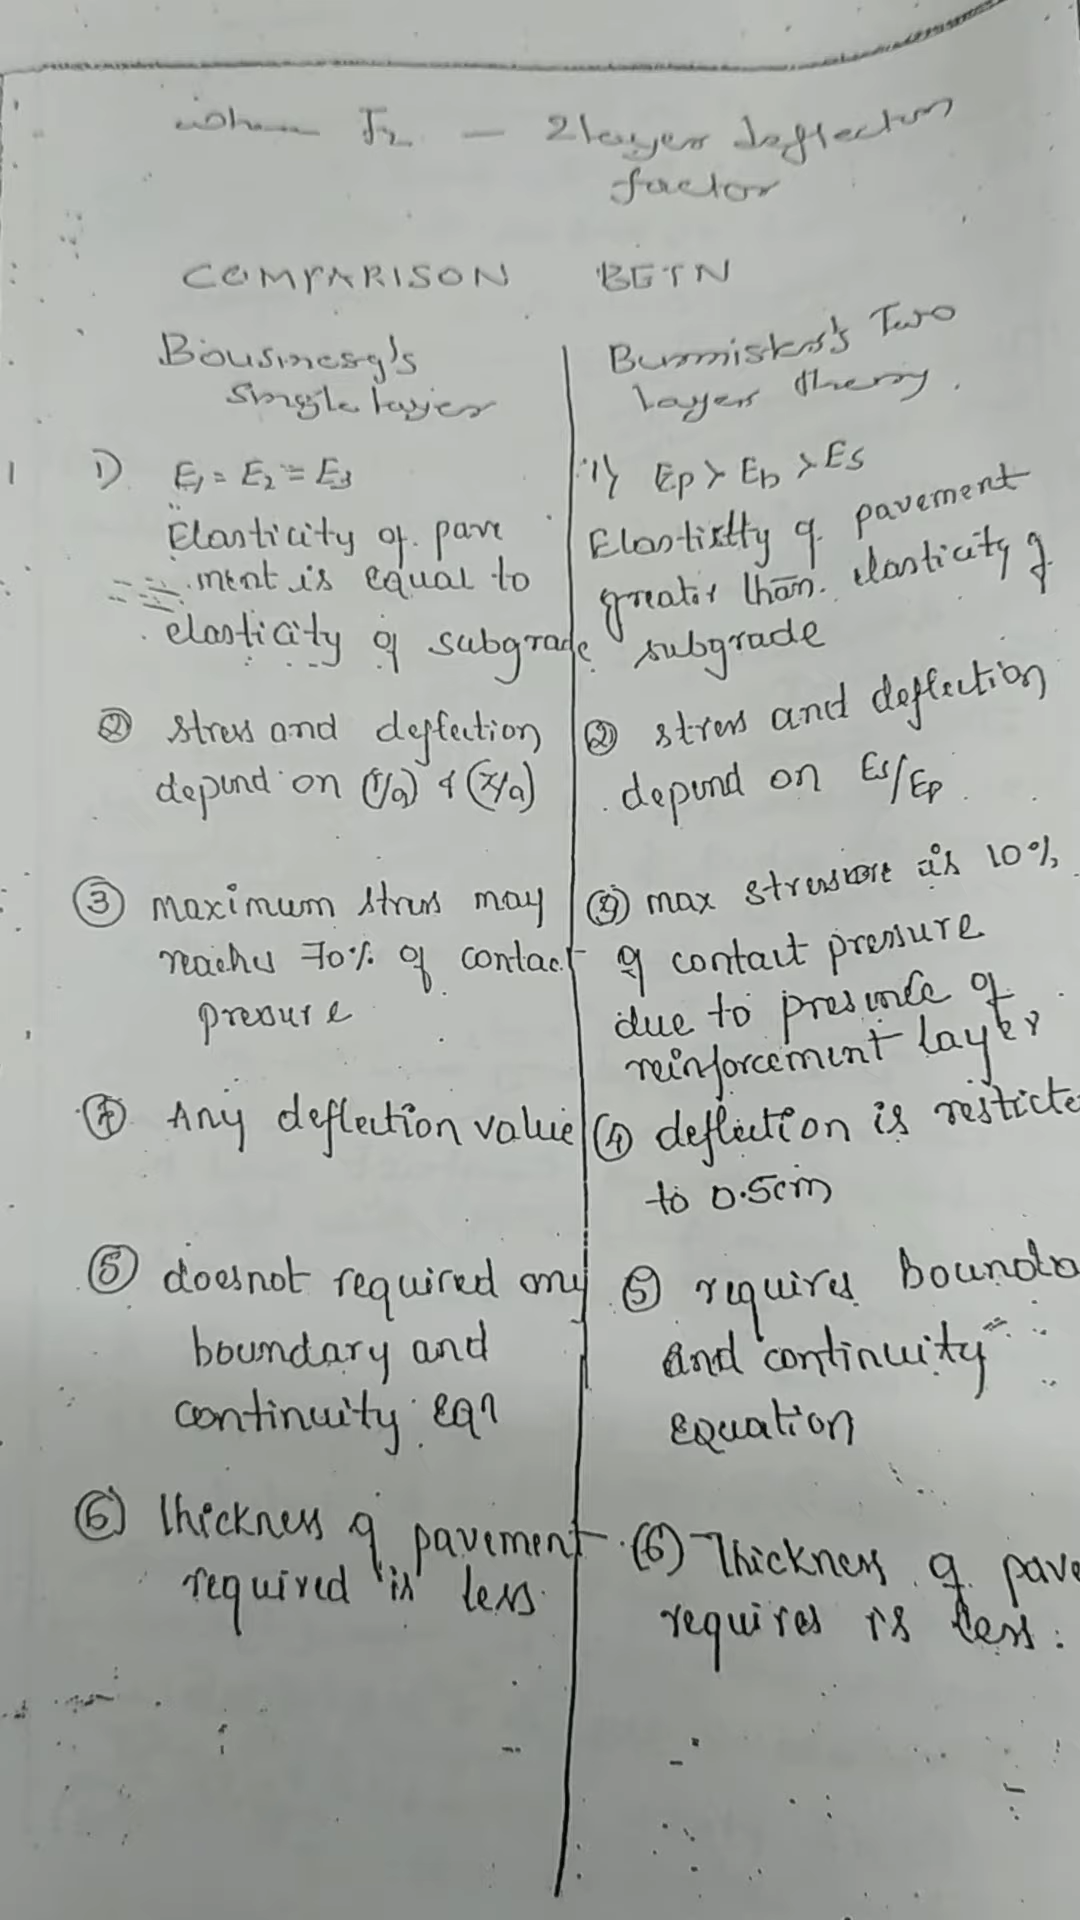 where F2 - 2 layer deflection
factor
COMPARISON BETN
Bousinesq's
Single layer
1) E1 = E2 = E3
Elasticity of pave
ment is equal to
elasticity of subgrade
② stress and deflection
depend on (r/a) & (z/a)
③ maximum stress may
reaches 70% of contact
pressure
④ Any deflection value
⑤ doesnot required any
boundary and
continuity Eqn
⑥ thickness of pavement
required is less
Burmister's Two
layer theory.
1) Ep > Eb > Es
Elasticity of pavement
greater than elasticity of
subgrade
② stress and deflection
depend on Es/Ep
③ max stress is 10%
of contact pressure
due to presence of
reinforcement layer
④ deflection is ristricte
to 0.5cm
⑤ requires bounda
and continuity
Equation
⑥ Thickness of pave
requires is less.